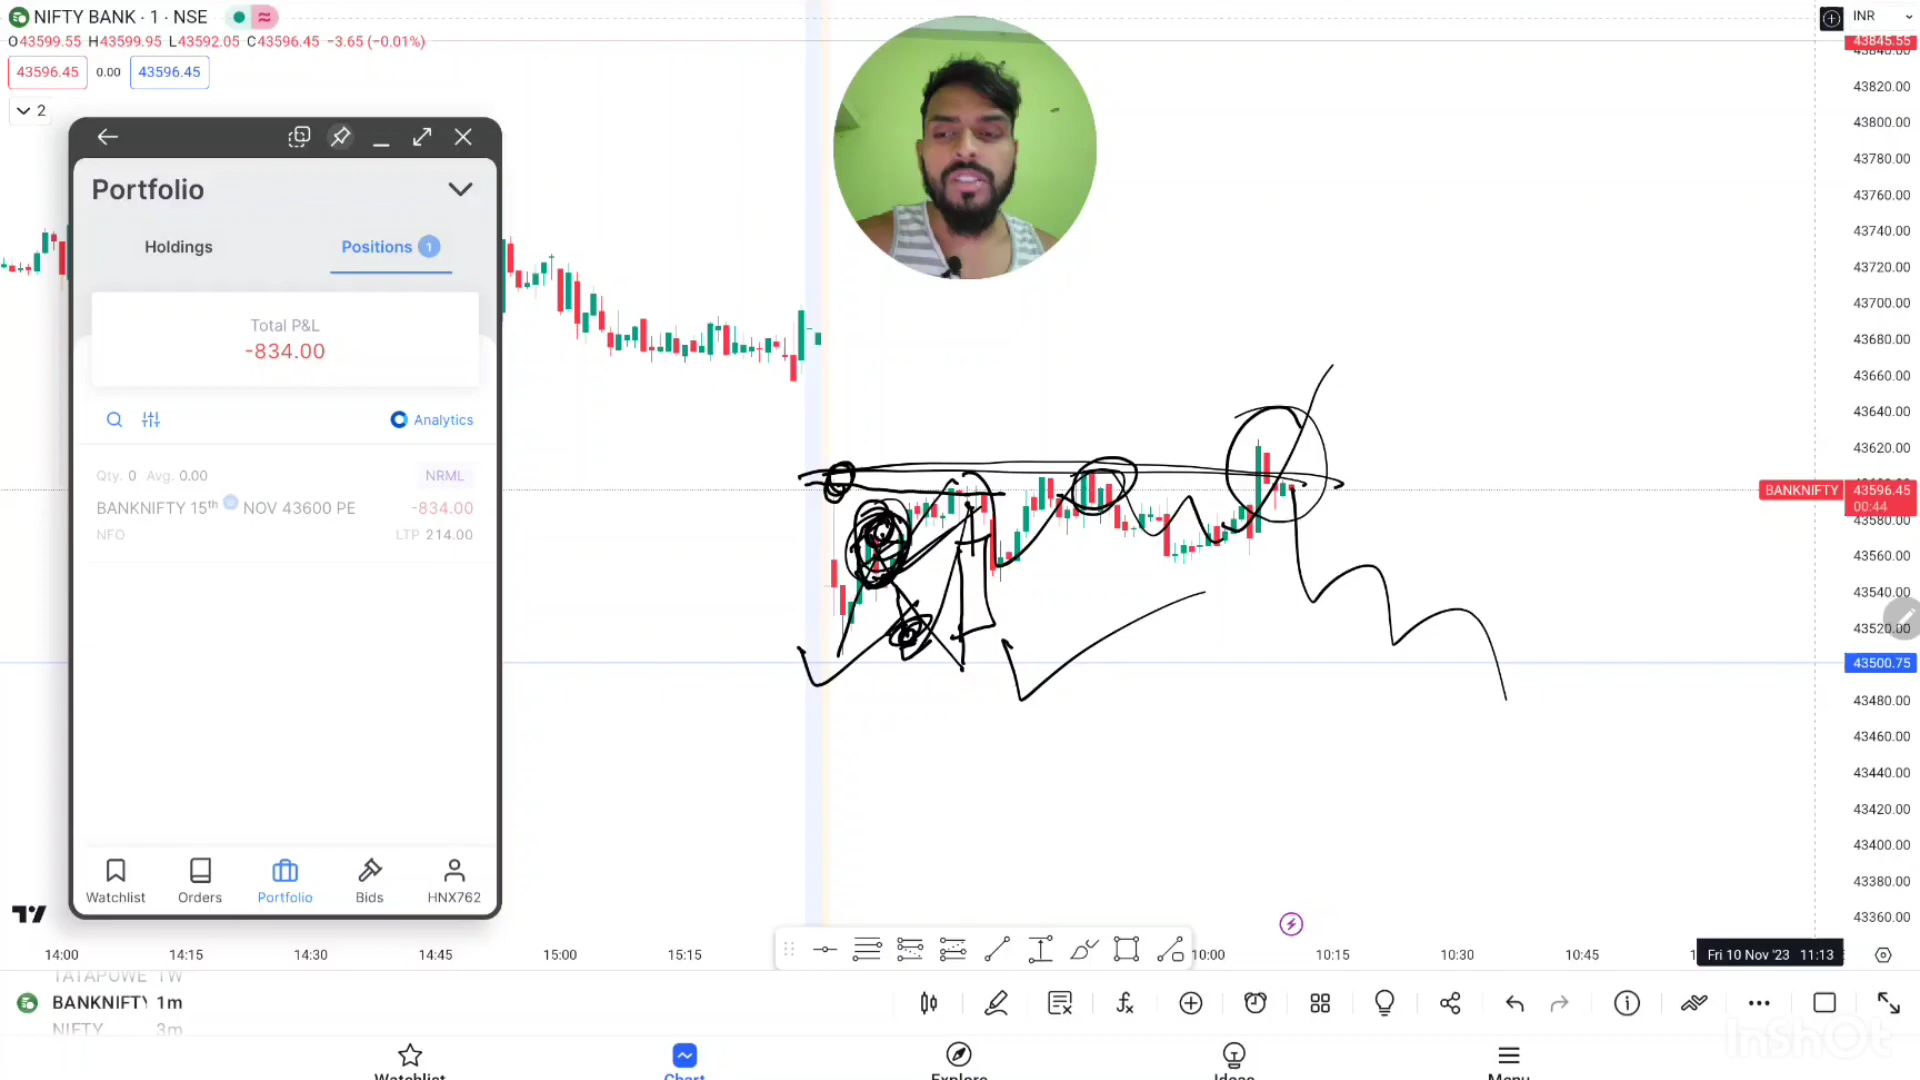 NIFTY BANK · 1 · NSE
O43599.55 H43599.95 L43592.05 C43596.45 −3.65 (−0.01%)
43596.45 0.00 43596.45
2
Portfolio
Holdings
Positions 1
Total P&L
-834.00
Analytics
Qty. 0 Avg. 0.00
NRML
BANKNIFTY 15th NOV 43600 PE
-834.00
NFO
LTP 214.00
Watchlist
Orders
Portfolio
Bids
HNX762
INR
43845.55
43820.00
43800.00
43780.00
43760.00
43740.00
43720.00
43700.00
43680.00
43660.00
43640.00
43620.00
BANKNIFTY 43596.45
00:44
43580.00
43560.00
43540.00
43520.00
43500.75
43480.00
43460.00
43440.00
43420.00
43400.00
43380.00
43360.00
14:00 14:15 14:30 14:45 15:00 15:15 10:00 10:15 10:30 10:45 Fri 10 Nov '23 11:13
TATAPOWE 1W
BANKNIFTY 1m
NIFTY 3m
InShOt
Watchlist
Chart
Explore
Ideas
Menu